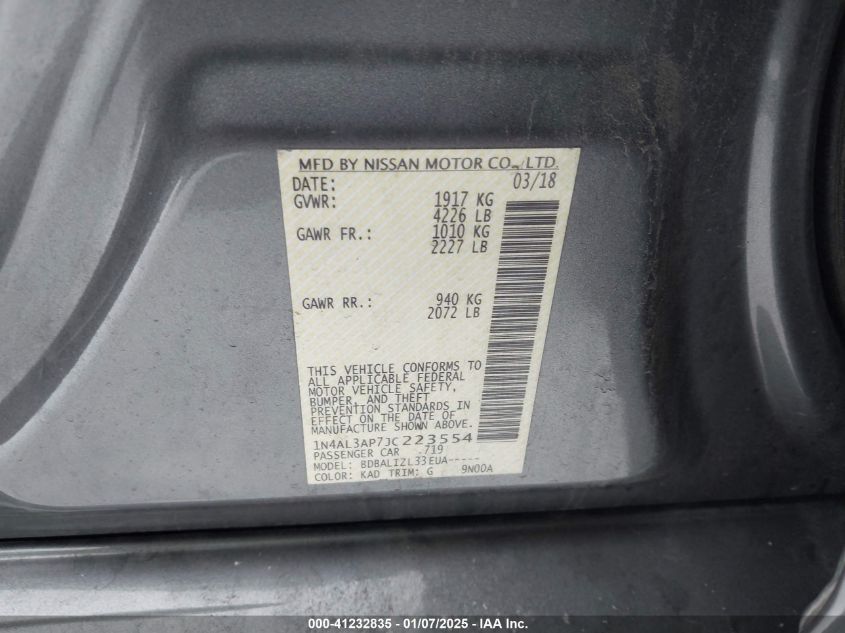 MFD BY NISSAN MOTOR CO., LTD.
DATE: 03/18
GVWR: 1917 KG
4226 LB
GAWR FR.: 1010 KG
2227 LB
GAWR RR.: 940 KG
2072 LB
THIS VEHICLE CONFORMS TO
ALL APPLICABLE FEDERAL
MOTOR VEHICLE SAFETY,
BUMPER, AND THEFT
PREVENTION STANDARDS IN
EFFECT ON THE DATE OF
MANUFACTURE SHOWN ABOVE.
1N4AL3AP7JC223554
PASSENGER CAR .719
MODEL: BDBALIZL33EUA-----
COLOR: KAD TRIM: G 9N00A
000-41232835 - 01/07/2025 - IAA Inc.